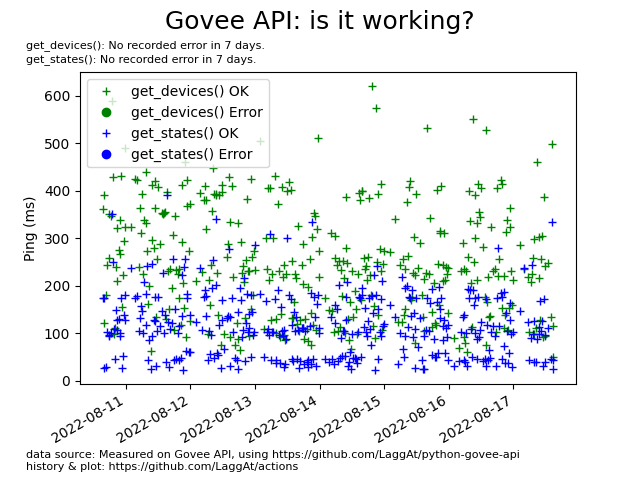 Govee API: is it working?
get_devices(): No recorded error in 7 days.
get_states(): No recorded error in 7 days.
get_devices() OK
get_devices() Error
get_states() OK
get_states() Error
Ping (ms)
600
500
400
300
200
100
0
2022-08-11
2022-08-12
2022-08-13
2022-08-14
2022-08-15
2022-08-16
2022-08-17
data source: Measured on Govee API, using https://github.com/LaggAt/python-govee-api
history & plot: https://github.com/LaggAt/actions